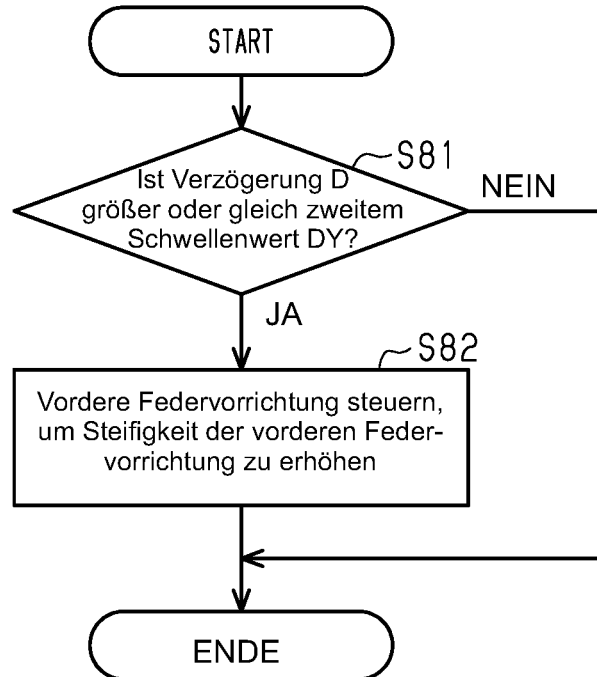 START
S81
Ist Verzögerung D
größer oder gleich zweitem
Schwellenwert DY?
NEIN
JA
S82
Vordere Federvorrichtung steuern,
um Steifigkeit der vorderen Feder-
vorrichtung zu erhöhen
ENDE